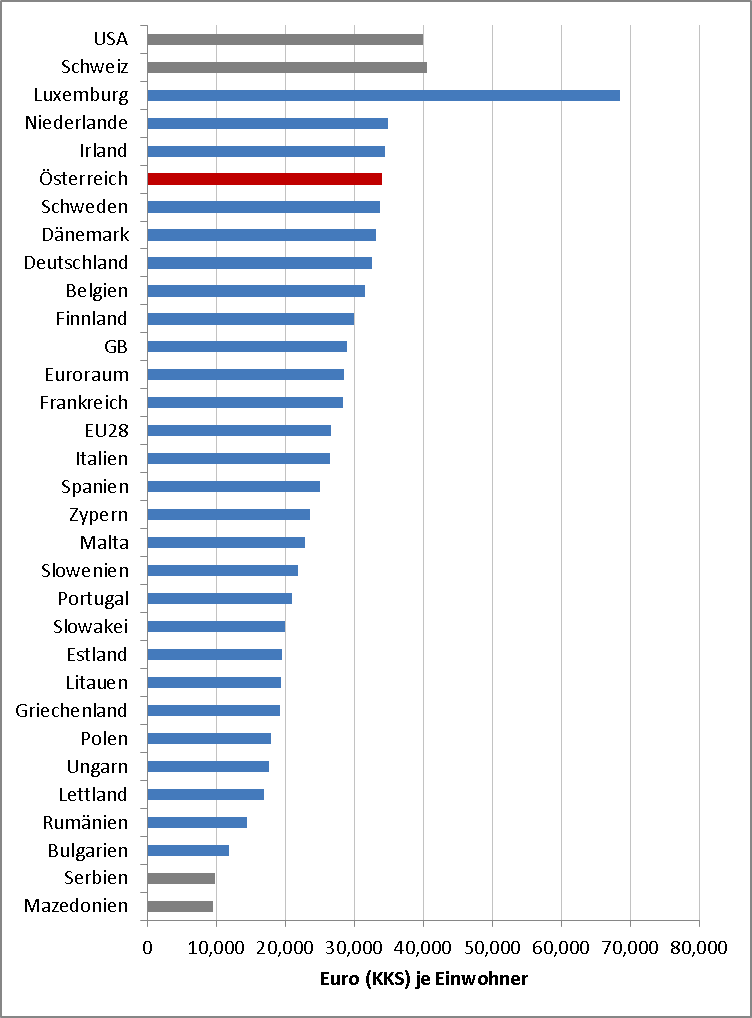 USA
Schweiz
Luxemburg
Niederlande
Irland
Österreich
Schweden
Dänemark
Deutschland
Belgien
Finnland
GB
Euroraum
Frankreich
EU28
Italien
Spanien
Zypern
Malta
Slowenien
Portugal
Slowakei
Estland
Litauen
Griechenland
Polen
Ungarn
Lettland
Rumänien
Bulgarien
Serbien
Mazedonien
0 10,000 20,000 30,000 40,000 50,000 60,000 70,000 80,000
Euro (KKS) je Einwohner